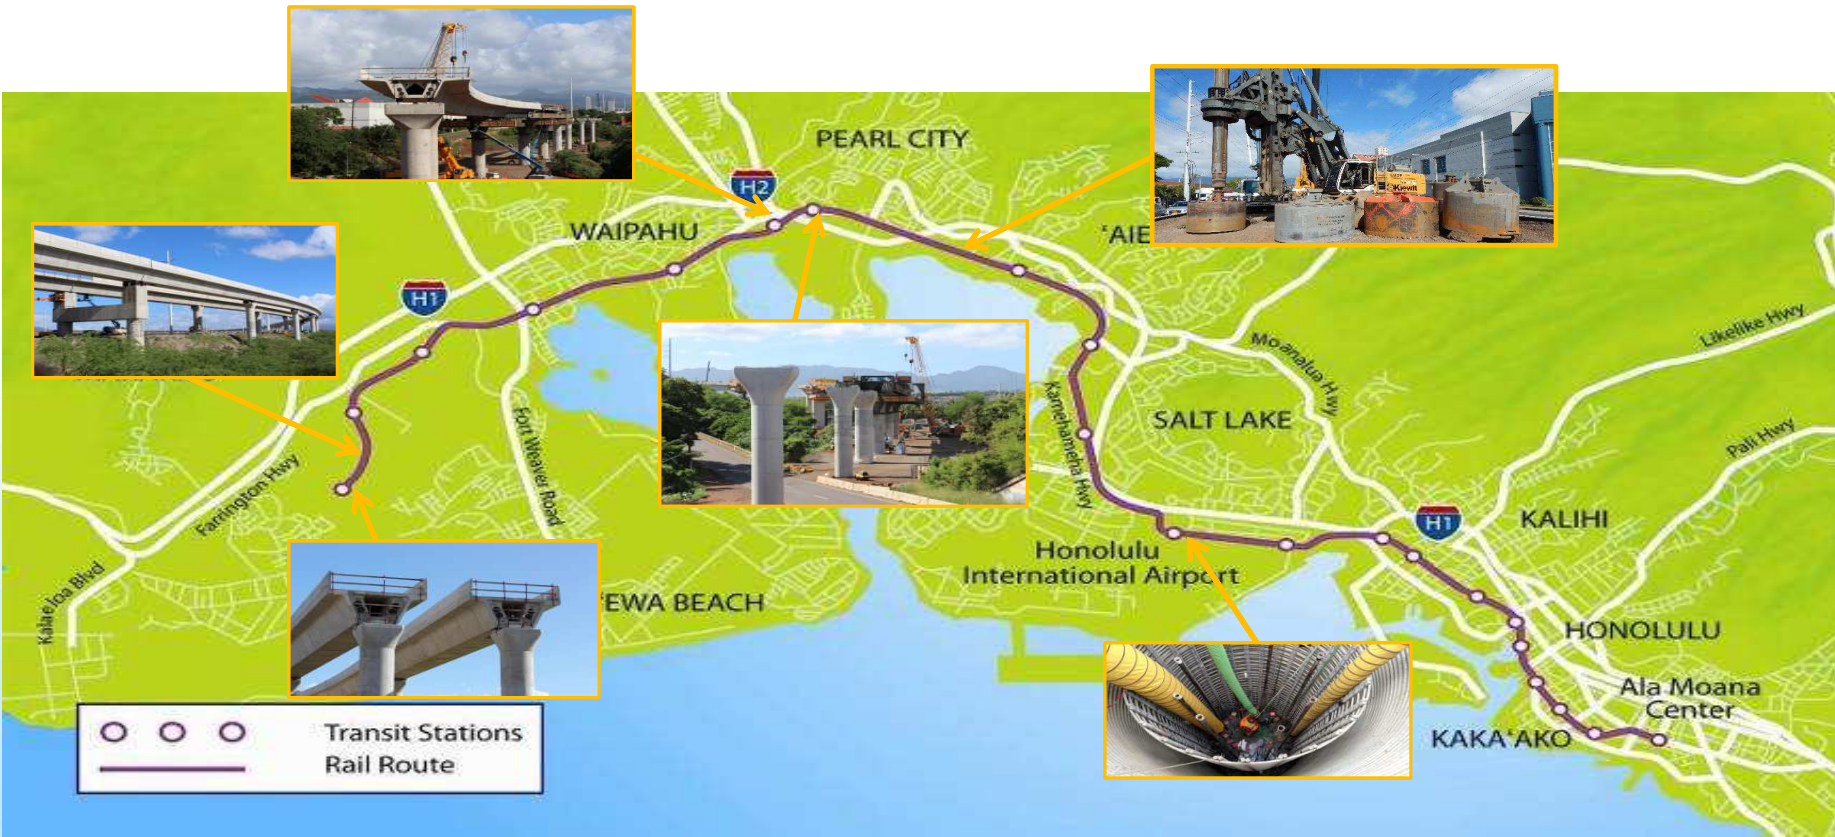 PEARL CITY
H2
WAIPAHU
'AIE
Kiewit
H1
Likelike Hwy
Moanalua Hwy
Kamehameha Hwy
SALT LAKE
Pali Hwy
Fort Weaver Road
Farrington Hwy
H1
KALIHI
Honolulu
International Airport
Kalaeloa Blvd
'EWA BEACH
HONOLULU
Ala Moana
Center
KAKA'AKO
Transit Stations
Rail Route